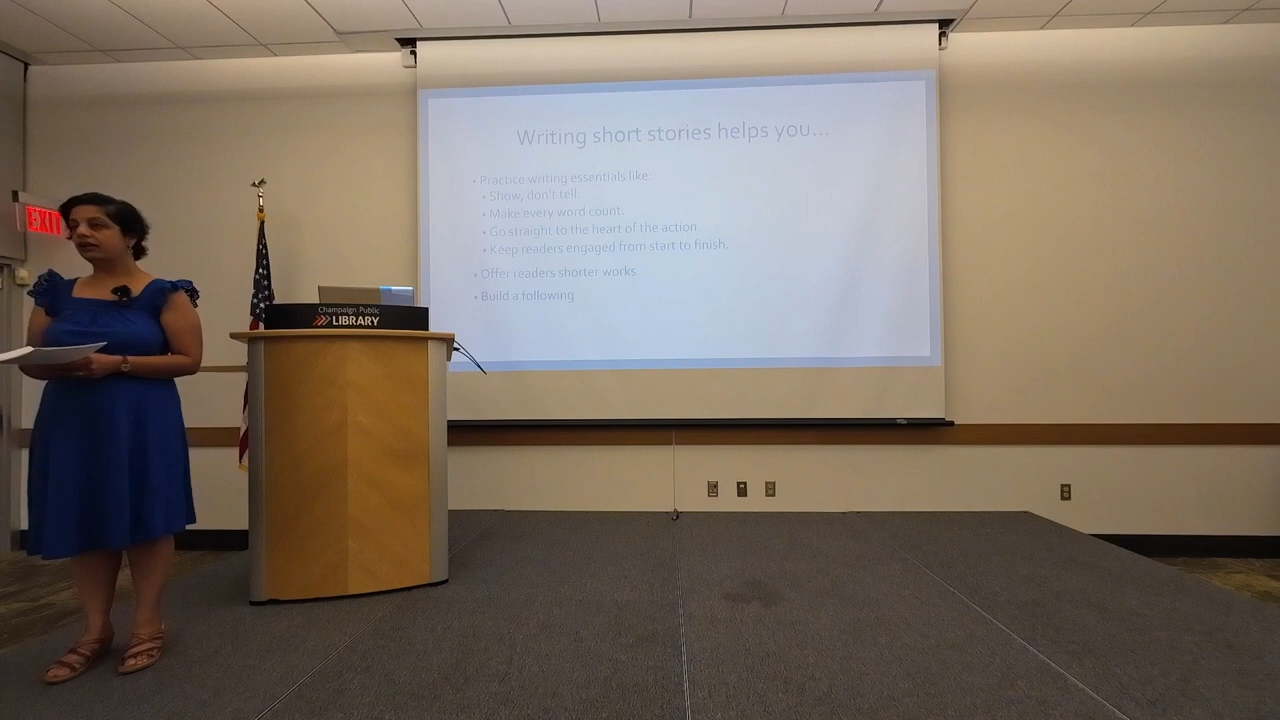 Writing short stories helps you...
• Practice writing essentials like:
• Show, don't tell.
• Make every word count.
• Go straight to the heart of the action.
• Keep readers engaged from start to finish.
• Offer readers shorter works
• Build a following
EXIT
Champaign Public
LIBRARY